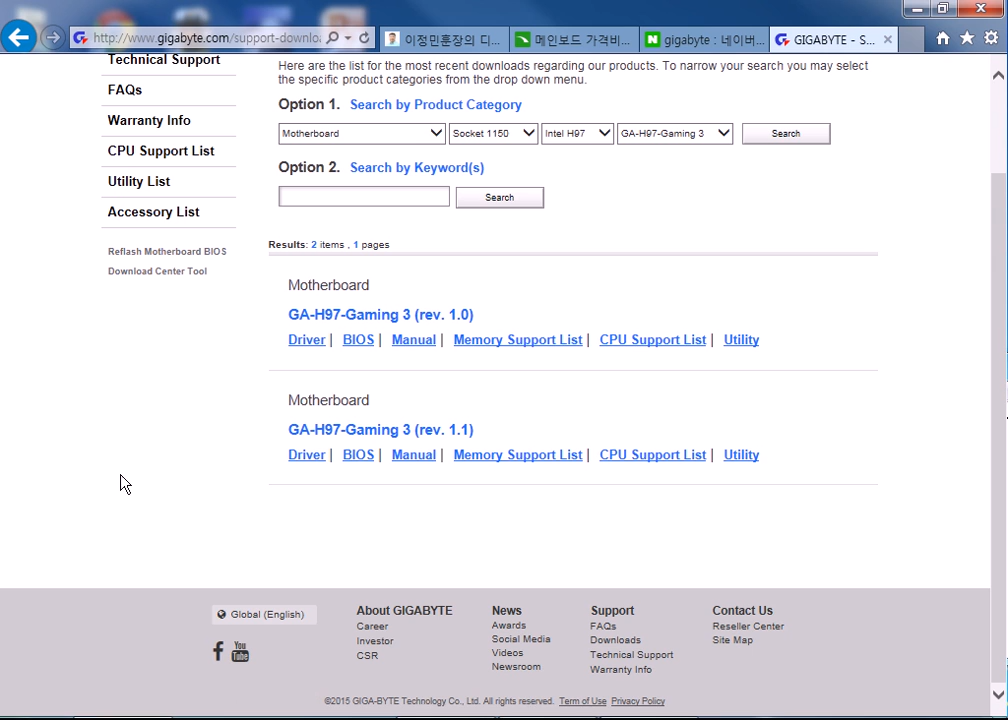 http://www.gigabyte.com/support-downlo
이정민훈장의 디...
메인보드 가격비...
gigabyte : 네이버...
GIGABYTE - S...
Technical Support
FAQs
Warranty Info
CPU Support List
Utility List
Accessory List
Reflash Motherboard BIOS
Download Center Tool
Here are the list for the most recent downloads regarding our products. To narrow your search you may select
the specific product categories from the drop down menu.
Option 1. Search by Product Category
Motherboard Socket 1150 Intel H97 GA-H97-Gaming 3 Search
Option 2. Search by Keyword(s)
Search
Results: 2 items , 1 pages
Motherboard
GA-H97-Gaming 3 (rev. 1.0)
Driver | BIOS | Manual | Memory Support List | CPU Support List | Utility
Motherboard
GA-H97-Gaming 3 (rev. 1.1)
Driver | BIOS | Manual | Memory Support List | CPU Support List | Utility
Global (English)
You
Tube
About GIGABYTE
Career
Investor
CSR
News
Awards
Social Media
Videos
Newsroom
Support
FAQs
Downloads
Technical Support
Warranty Info
Contact Us
Reseller Center
Site Map
©2015 GIGA-BYTE Technology Co., Ltd. All rights reserved. Term of Use Privacy Policy